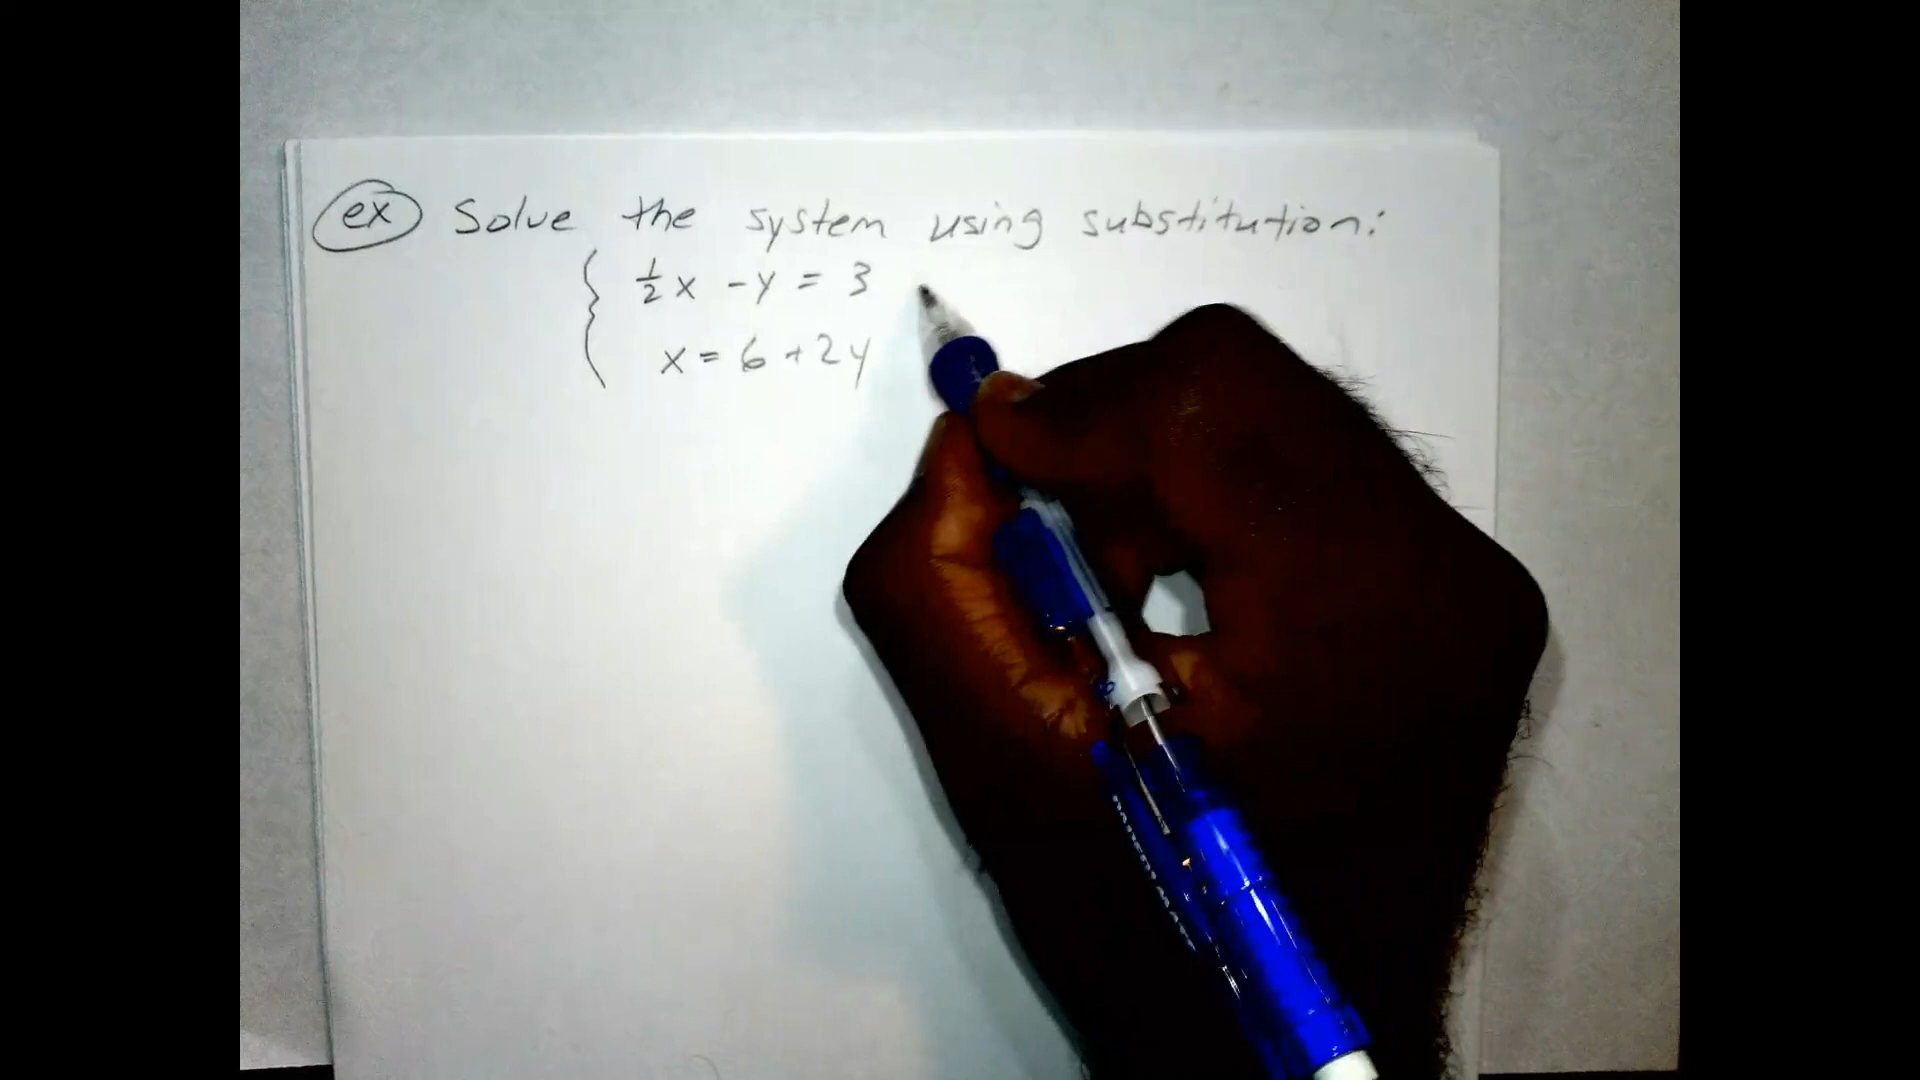 ex Solve the system using substitution:
½x - y = 3
x = 6 + 2y